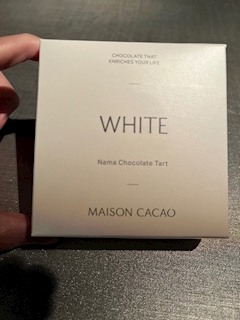 CHOCOLATE THAT
ENRICHES YOUR LIFE
WHITE
Nama Chocolate Tart
MAISON CACAO